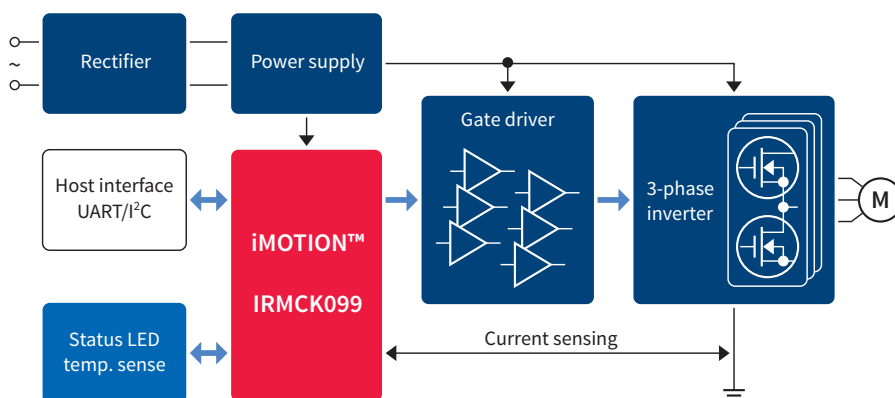 ~
Rectifier
Power supply
Gate driver
Host interface
UART/I²C
iMOTION™
IRMCK099
3-phase
inverter
M
Status LED
temp. sense
Current sensing